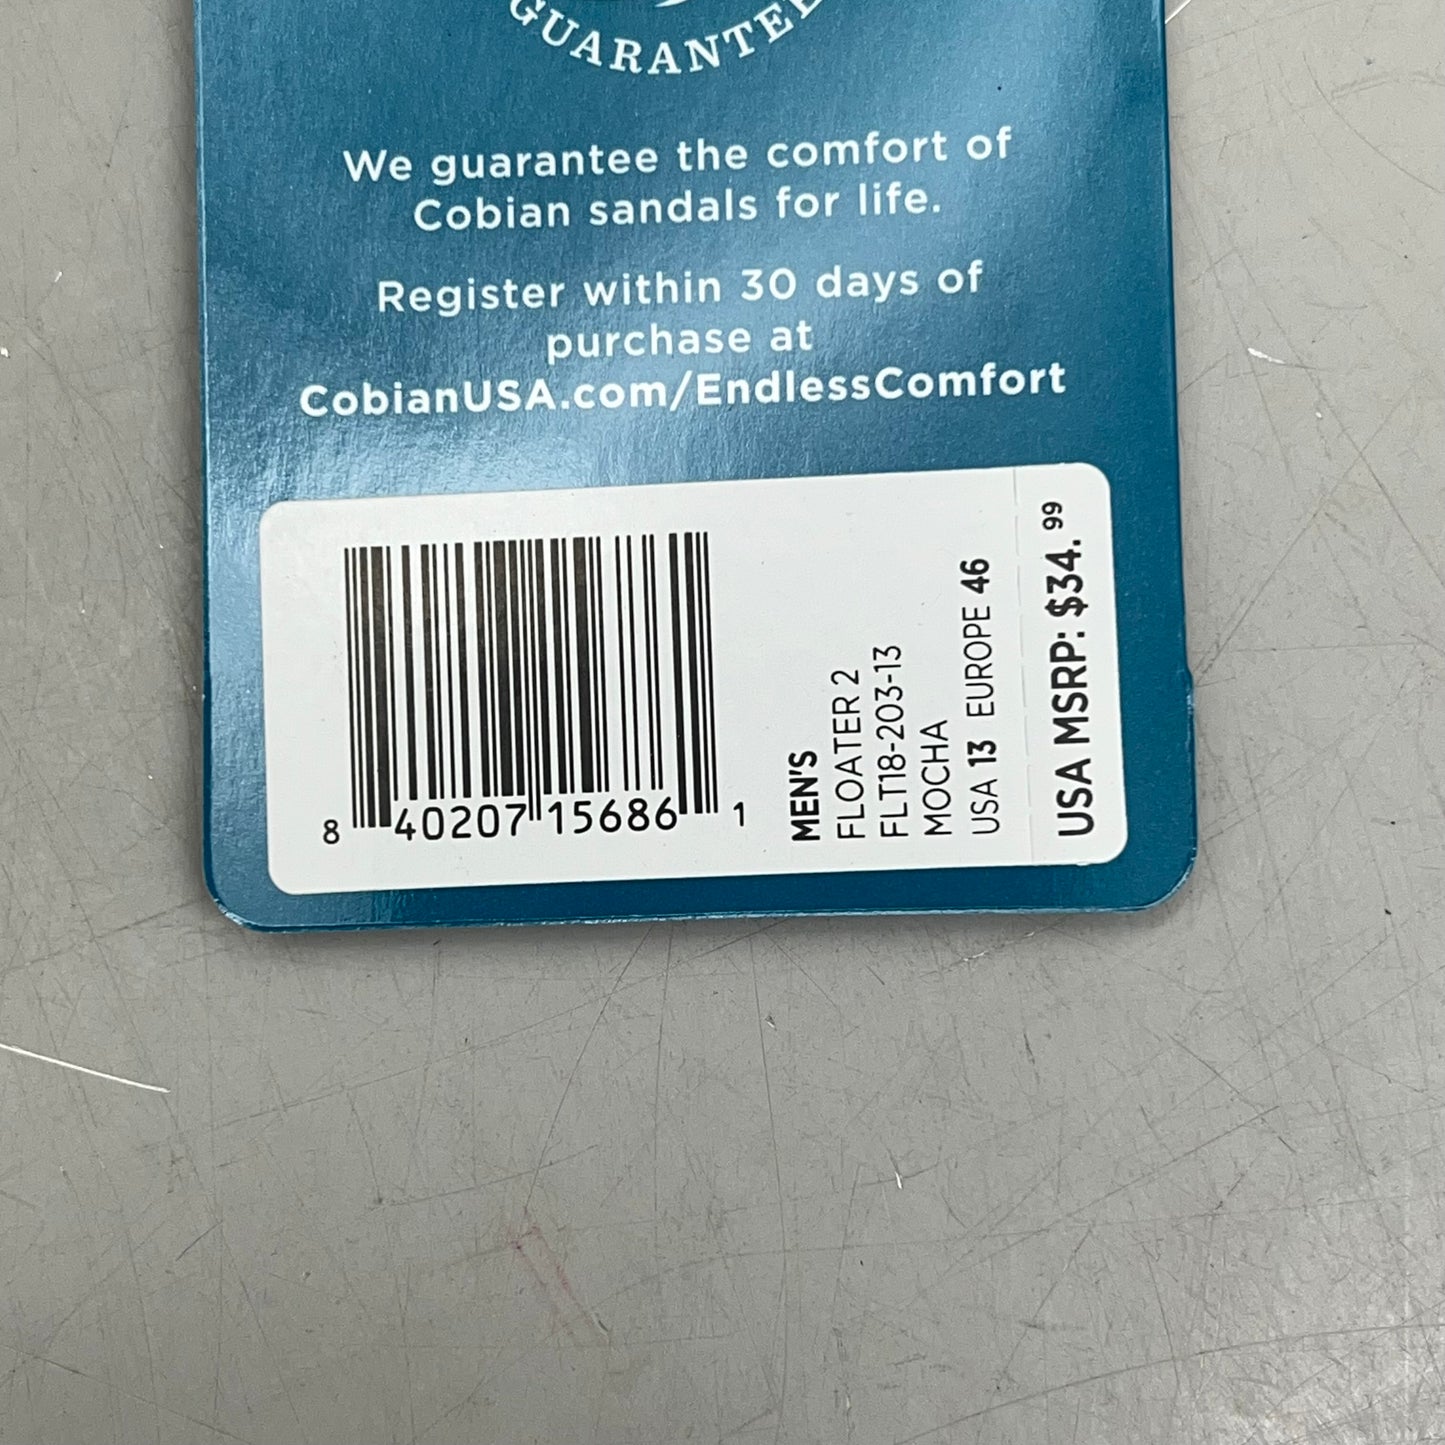 GUARANTEE
We guarantee the comfort of
Cobian sandals for life.
Register within 30 days of
purchase at
CobianUSA.com/EndlessComfort
8 40207 15686 1
MEN'S
FLOATER 2
FLT18-203-13
MOCHA
USA 13 EUROPE 46
USA MSRP: $34.99